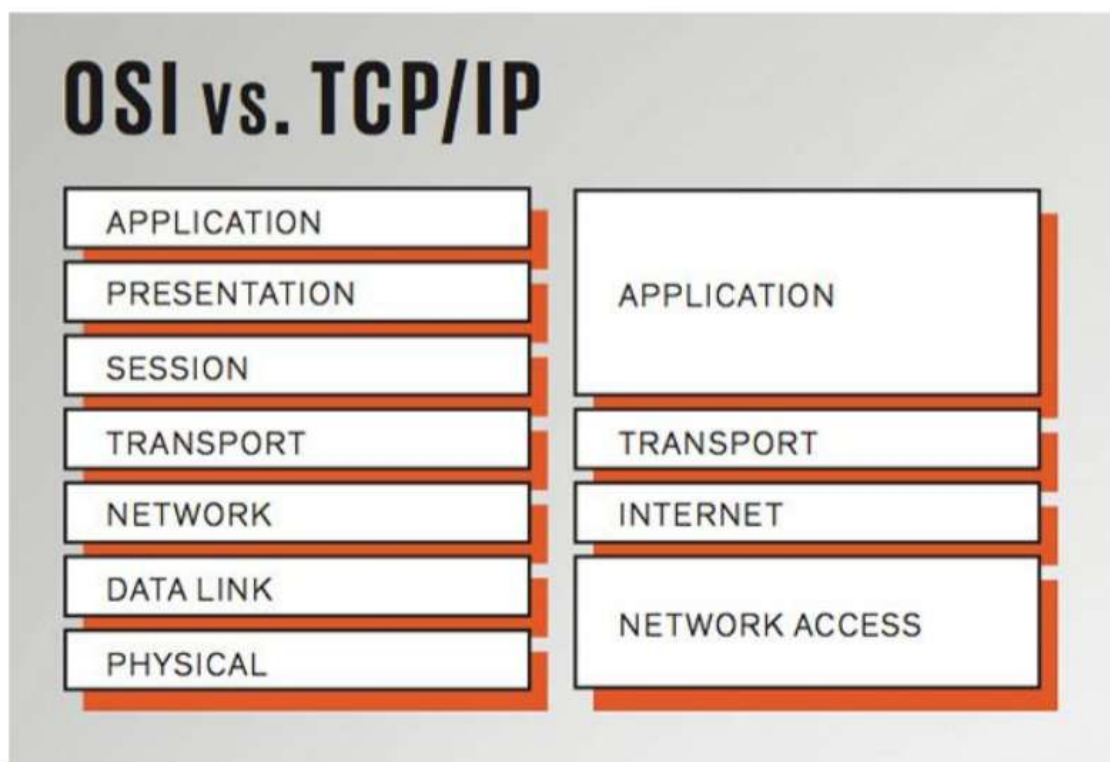 OSI vs. TCP/IP
APPLICATION
PRESENTATION
SESSION
TRANSPORT
NETWORK
DATA LINK
PHYSICAL
APPLICATION
TRANSPORT
INTERNET
NETWORK ACCESS